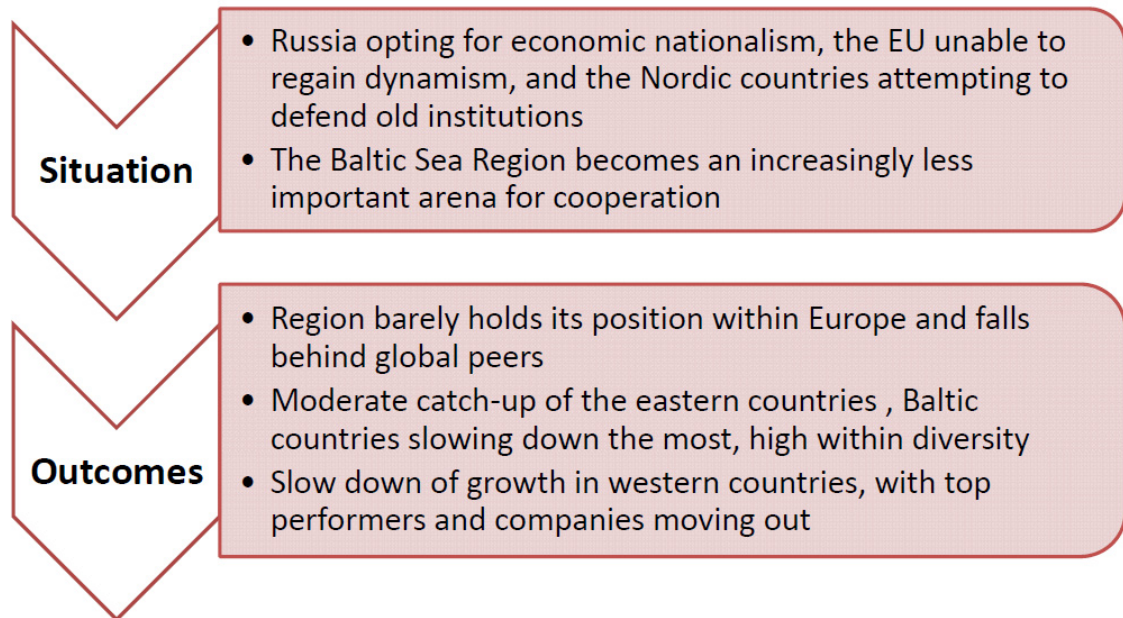 Situation
• Russia opting for economic nationalism, the EU unable to
regain dynamism, and the Nordic countries attempting to
defend old institutions
• The Baltic Sea Region becomes an increasingly less
important arena for cooperation
Outcomes
• Region barely holds its position within Europe and falls
behind global peers
• Moderate catch-up of the eastern countries , Baltic
countries slowing down the most, high within diversity
• Slow down of growth in western countries, with top
performers and companies moving out